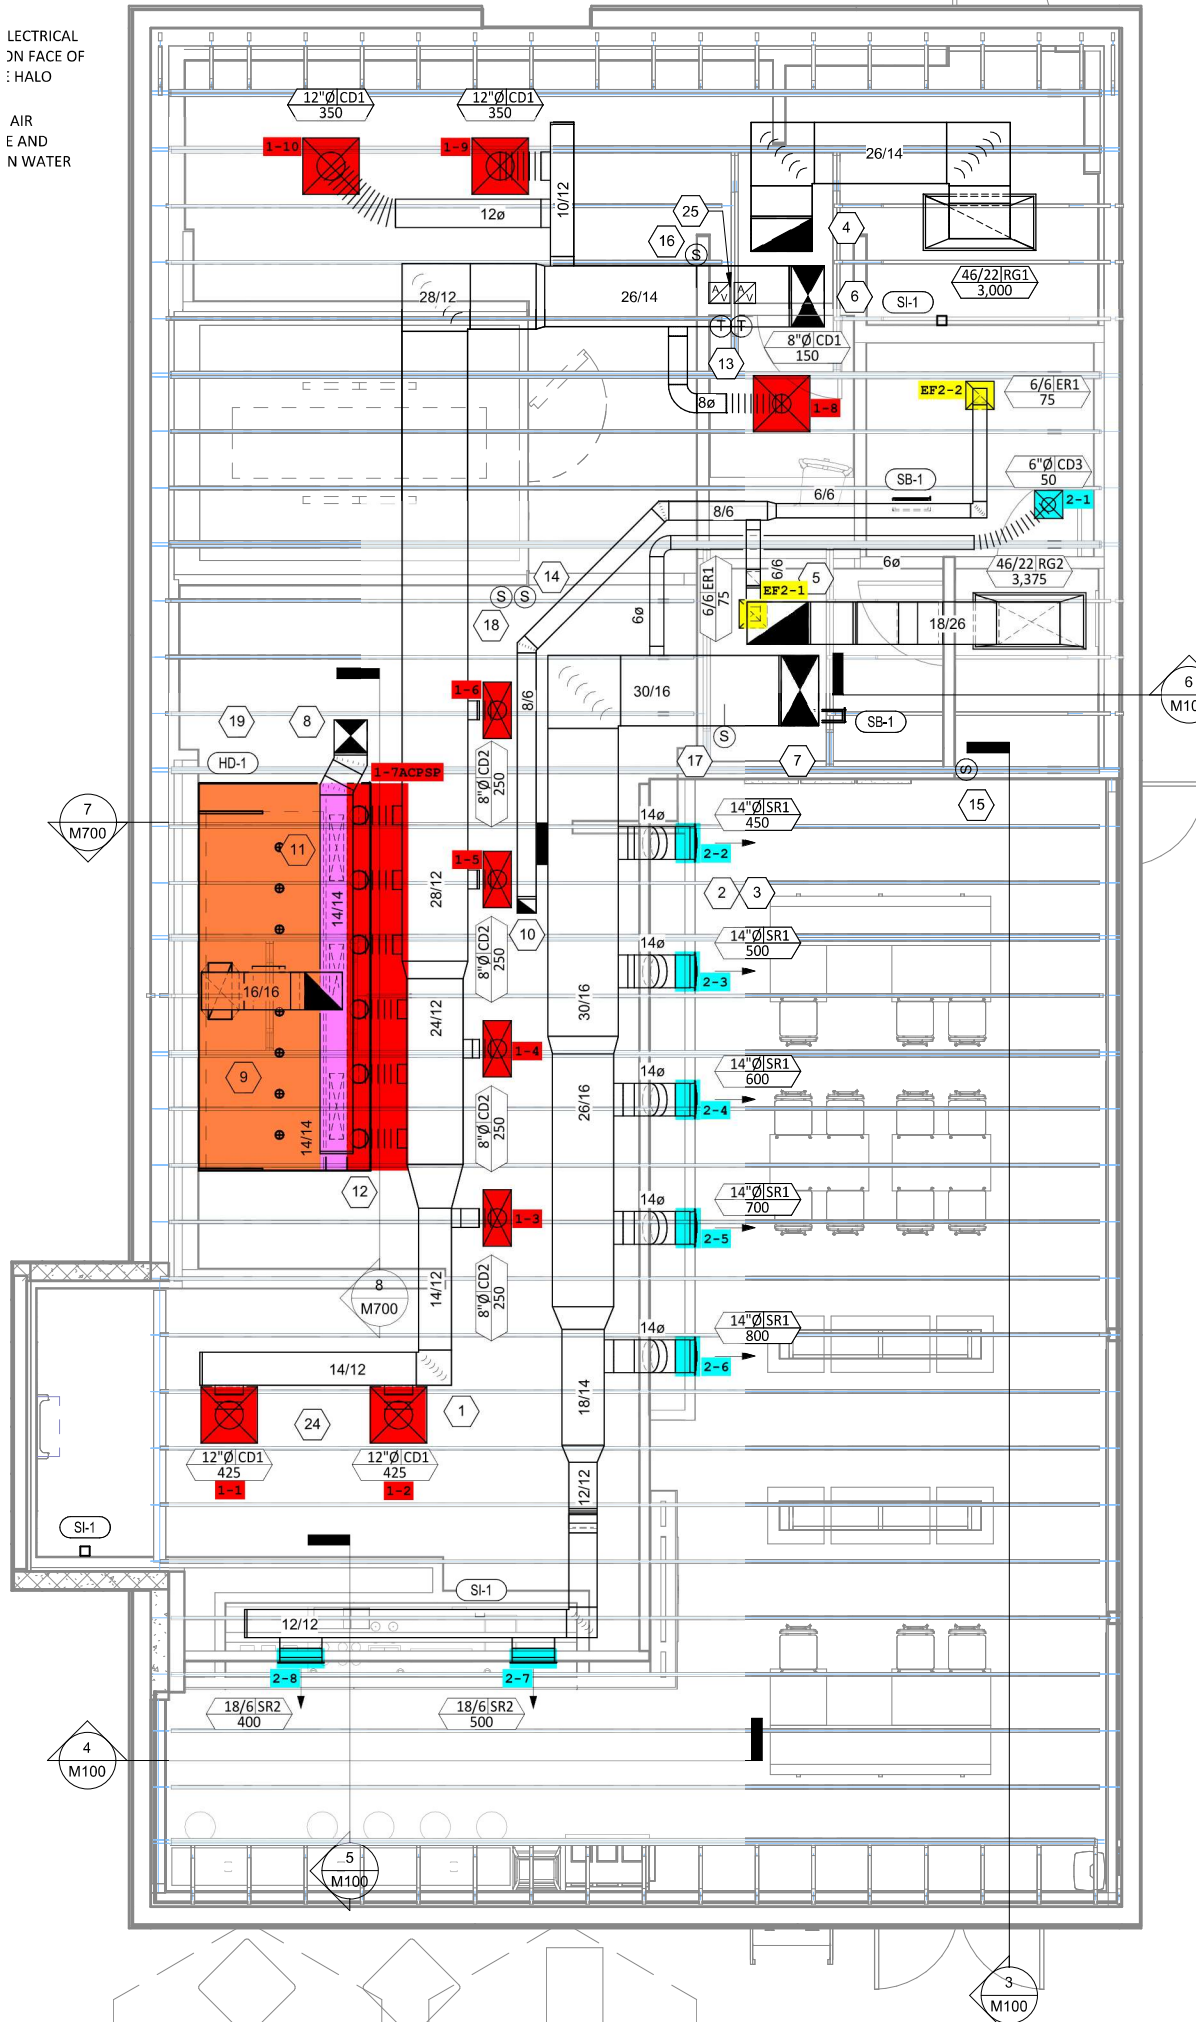 LECTRICAL
ON FACE OF
E HALO
AIR
E AND
N WATER
12"Ø CD1
350
12"Ø CD1
350
1-10
1-9
26/14
10/12
12ø
25
4
16
S
46/22 RG1
3,000
28/12
26/14
A
V
A
V
6
SI-1
T
T
8"Ø CD1
150
13
EF2-2
6/6 ER1
75
8ø
1-8
6"Ø CD3
50
SB-1
2-1
6/6
8/6
6ø
6/6
14
5
46/22 RG2
3,375
S
S
6/6 ER1
75
EF2-1
18
6ø
18/26
1-6
30/16
8/6
6
M10
19
8
SB-1
S
HD-1
1-7ACPSP
17
7
S
8"Ø CD2
250
15
7
M700
14ø
14"Ø SR1
450
11
2-2
1-5
28/12
14/14
2
3
10
14ø
14"Ø SR1
500
8"Ø CD2
250
2-3
16/16
24/12
30/16
1-4
9
14ø
14"Ø SR1
600
26/16
2-4
8"Ø CD2
250
14/14
12
14ø
14"Ø SR1
700
1-3
2-5
8
M700
14/12
8"Ø CD2
250
14ø
14"Ø SR1
800
14/12
2-6
18/14
24
1
12"Ø CD1
425
12"Ø CD1
425
1-1
1-2
12/12
SI-1
SI-1
12/12
2-8
2-7
18/6 SR2
400
18/6 SR2
500
4
M100
5
M100
3
M100